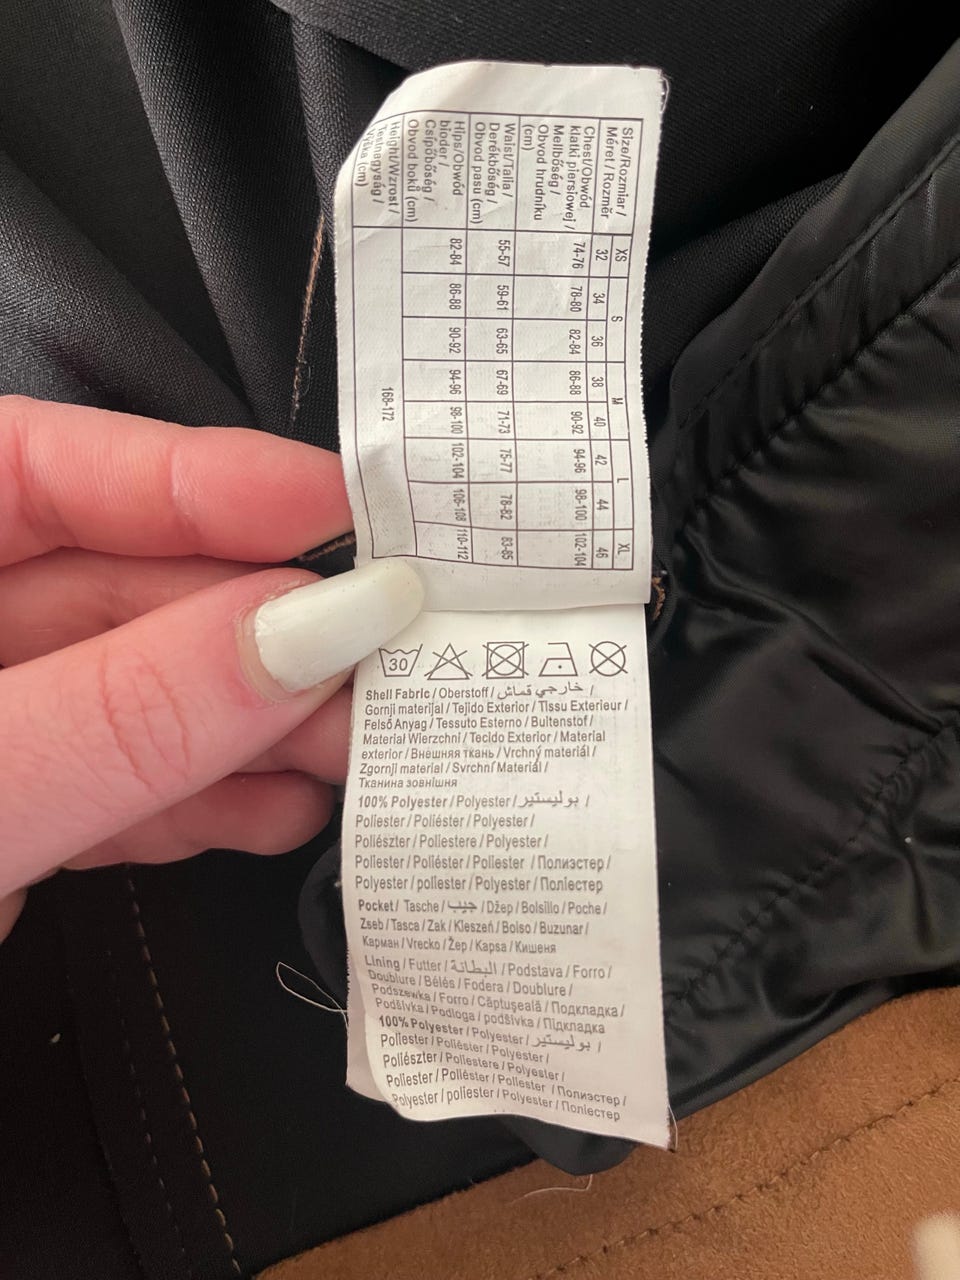 Size/Rozmiar /
Méret / Rozměr
XS S M L XL
32 34 36 38 40 42 44 46
Chest/Obwód
klatki piersiowej /
Mellbőség /
Obvod hrudníku
(cm)
74-76 78-80 82-84 86-88 90-92 94-96 98-100 102-104
Waist/Talia /
Derékbőség /
Obvod pasu (cm)
55-57 59-61 63-65 67-69 71-73 75-77 78-82 83-85
Hips/Obwód
bioder /
Csípőbőség /
Obvod boků (cm)
82-84 86-88 90-92 94-96 98-100 102-104 106-108 110-112
Height/Wzrost /
Testnagyság /
Výška (cm)
168-172
30
Shell Fabric / Oberstoff / خارجي قماش /
Gornji materijal / Tejido Exterior / Tissu Exterieur /
Felső Anyag / Tessuto Esterno / Bultenstof /
Materiał Wierzchni / Tecido Exterior / Material
exterior / Внешняя ткань / Vrchný materiál /
Zgornji material / Svrchní Materiál /
Тканина зовнішня
100% Polyester / Polyester / بوليستير /
Poliester / Poliéster / Polyester /
Poliészter / Poliestere / Polyester /
Poliester / Poliéster / Poliester / Полиэстер /
Polyester / poliester / Polyester / Поліестер
Pocket / Tasche / جيب / Džep / Bolsillo / Poche /
Zseb / Tasca / Zak / Kleszeń / Bolso / Buzunar /
Карман / Vrecko / Žep / Kapsa / Кишеня
Lining / Futter / البطانة / Podstava / Forro /
Doublure / Bélés / Fodera / Doublure /
Podszewka / Forro / Căptușeală / Подкладка /
Podšívka / Podloga / podšívka / Підкладка
100% Polyester / Polyester / بوليستير /
Poliester / Poliéster / Polyester /
Poliészter / Poliestere / Polyester /
Poliester / Poliéster / Poliester / Полиэстер /
Polyester / poliester / Polyester / Поліестер